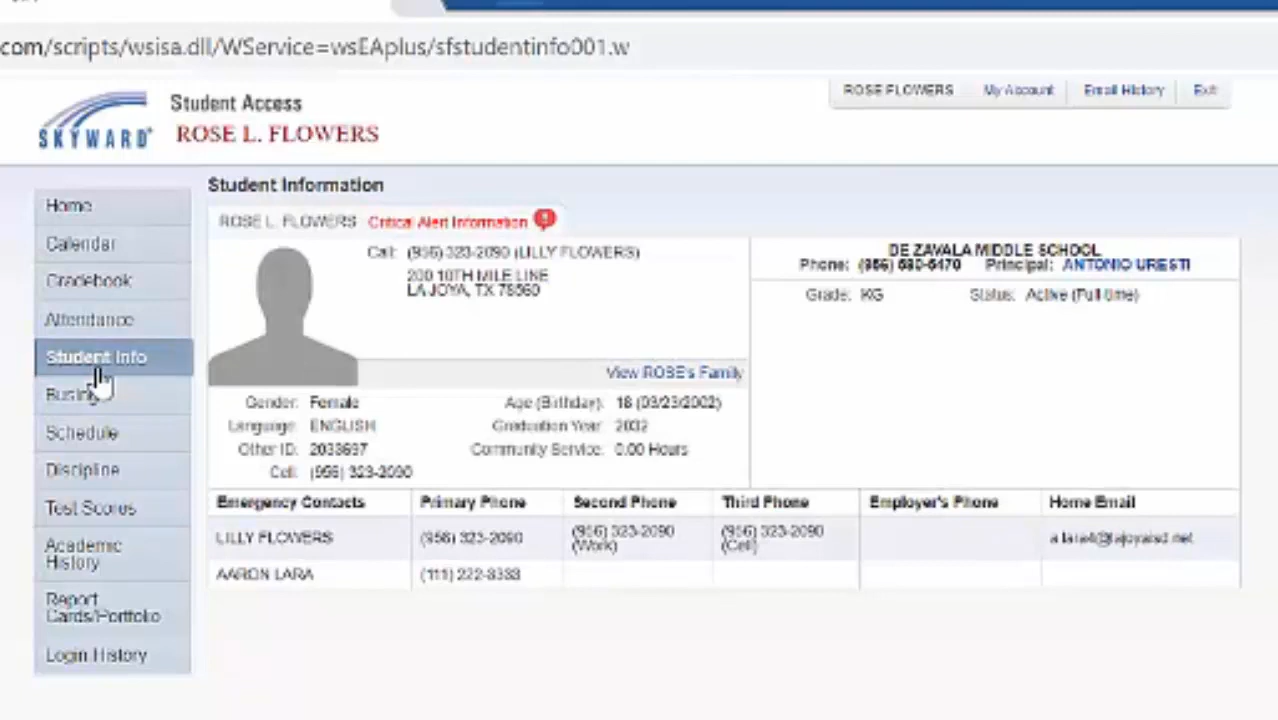 com/scripts/wsisa.dll/WService=wsEAplus/sfstudentinfo001.w
SKYWARD
Student Access
ROSE L. FLOWERS
ROSE FLOWERS My Account Email History Exit
Home
Calendar
Gradebook
Attendance
Student Info
Busing
Schedule
Discipline
Test Scores
Academic
History
Report
Cards/Portfolio
Login History
Student Information
ROSE L. FLOWERS Critical Alert Information
Call: (956) 323-2090 (LILLY FLOWERS)
200 10TH MILE LINE
LA JOYA, TX 78560
View ROSE's Family
DE ZAVALA MIDDLE SCHOOL
Phone: (956) 580-5470 Principal: ANTONIO URESTI
Grade: KG Status: Active (Full-time)
Gender: Female Age (Birthday): 18 (03/23/2002)
Language: ENGLISH Graduation Year: 2032
Other ID: 2033697 Community Service: 0.00 Hours
Cell: (956) 323-2090
Emergency Contacts Primary Phone Second Phone Third Phone Employer's Phone Home Email
LILLY FLOWERS (956) 323-2090 (956) 323-2090 (Work) (956) 323-2090 (Cell)
AARON LARA (111) 222-3333